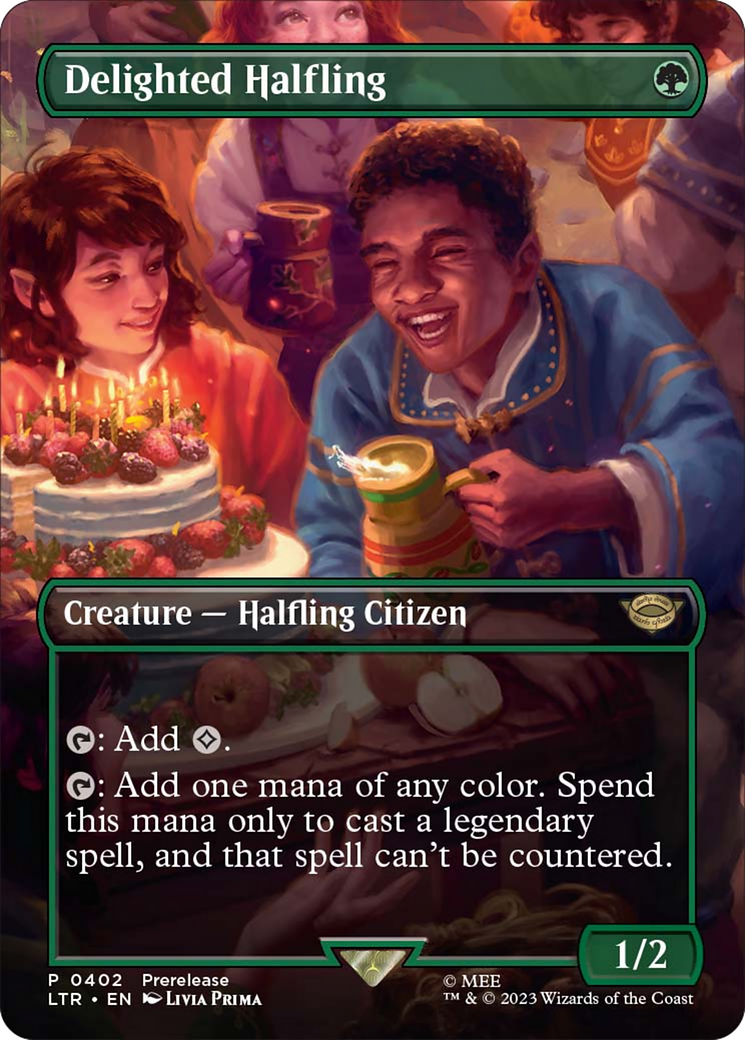 Delighted Halfling
Creature — Halfling Citizen
: Add .
: Add one mana of any color. Spend
this mana only to cast a legendary
spell, and that spell can't be countered.
1/2
P 0402 Prerelease
LTR • EN Livia Prima
© MEE
™ & © 2023 Wizards of the Coast